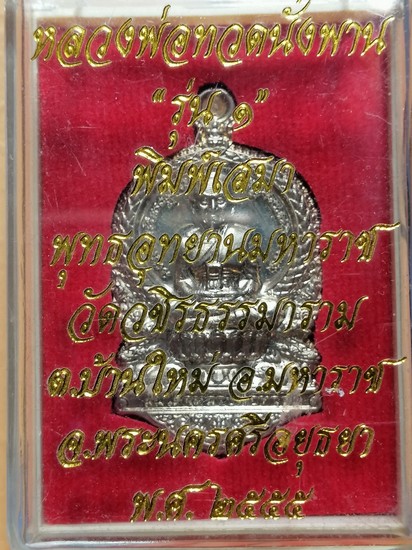 หลวงพ่อทวดนั่งพาน
"รุ่น ๑"
พิมพ์เสมา
พุทธอุทยานมหาราช
วัดวชิรธรรมาราม
ต.บ้านใหม่ อ.มหาราช
จ.พระนครศรีอยุธยา
พ.ศ. ๒๕๕๕